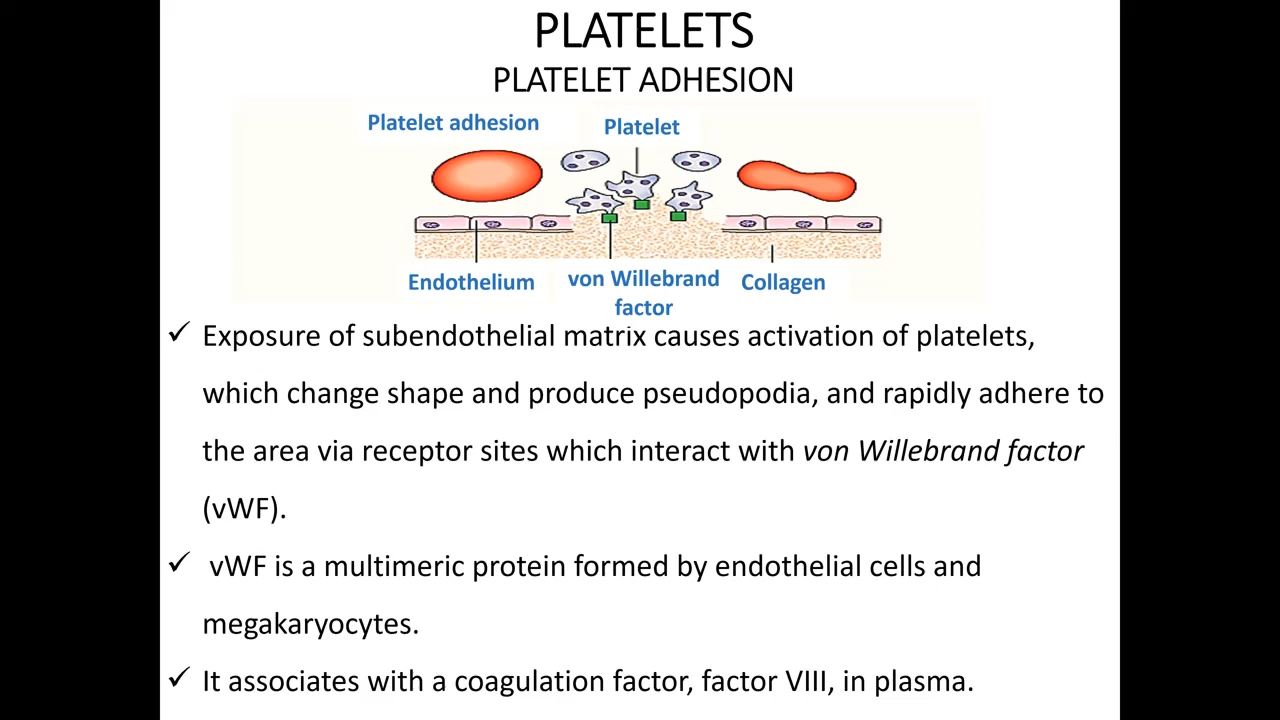 PLATELETS
PLATELET ADHESION
Platelet adhesion
Platelet
Endothelium
von Willebrand
factor
Collagen
✓ Exposure of subendothelial matrix causes activation of platelets,
which change shape and produce pseudopodia, and rapidly adhere to
the area via receptor sites which interact with von Willebrand factor
(vWF).
✓ vWF is a multimeric protein formed by endothelial cells and
megakaryocytes.
✓ It associates with a coagulation factor, factor VIII, in plasma.